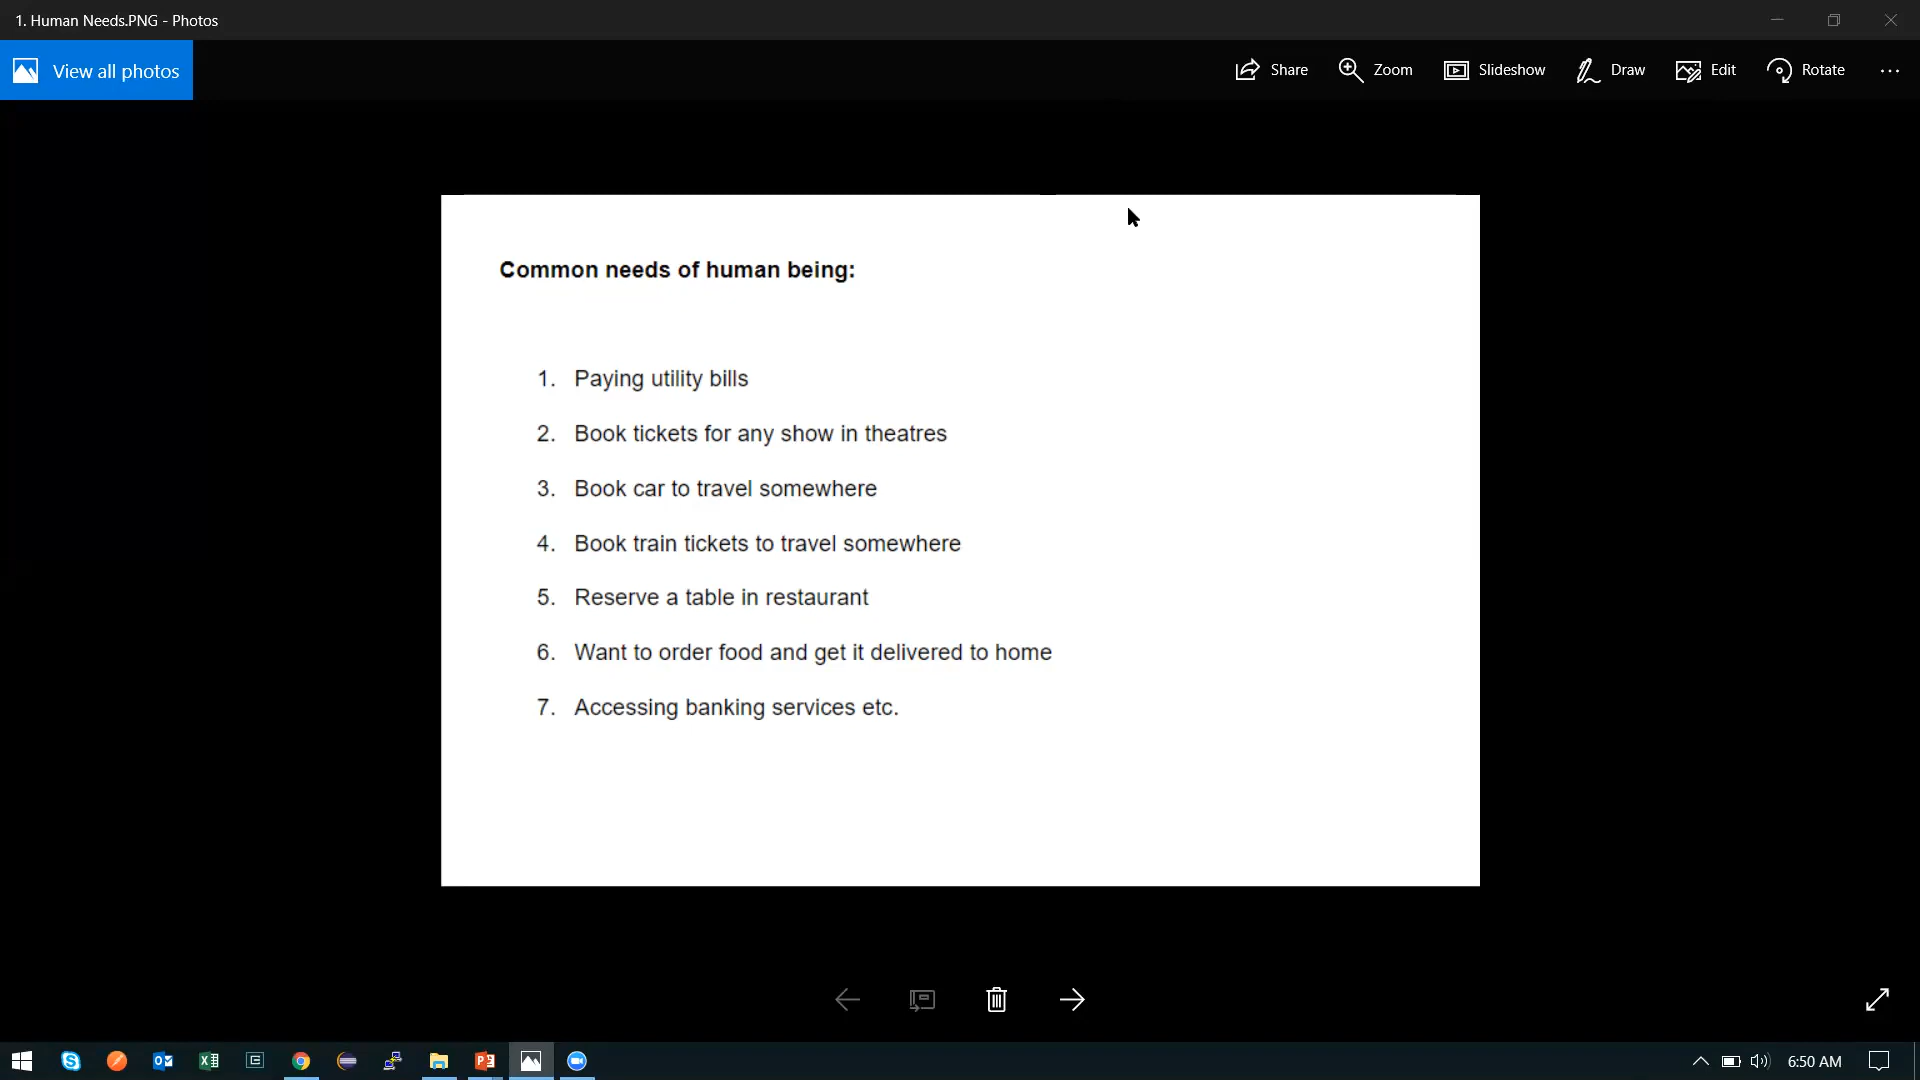 1. Human Needs.PNG - Photos
View all photos
Share
Zoom
Slideshow
Draw
Edit
Rotate
Common needs of human being:
1. Paying utility bills
2. Book tickets for any show in theatres
3. Book car to travel somewhere
4. Book train tickets to travel somewhere
5. Reserve a table in restaurant
6. Want to order food and get it delivered to home
7. Accessing banking services etc.
6:50 AM